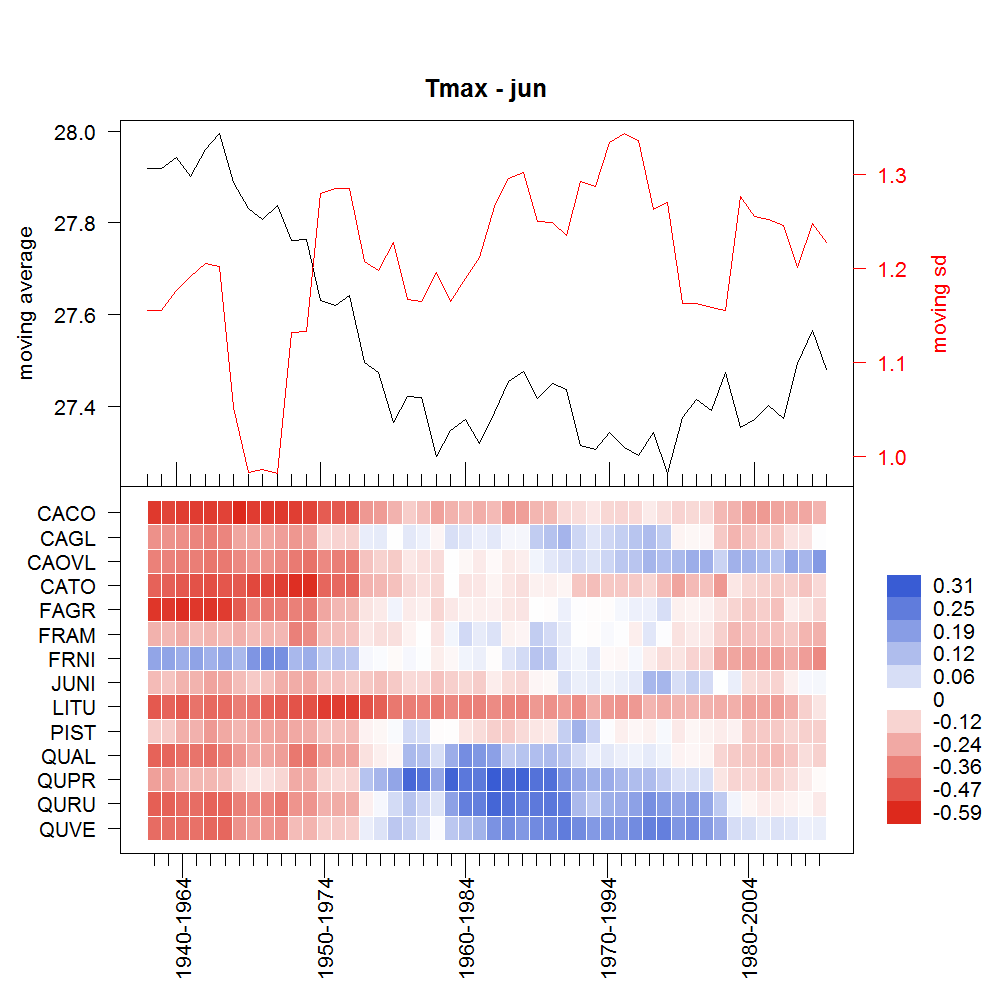 Tmax - jun
moving average
28.0
27.8
27.6
27.4
1.3
1.2
1.1
1.0
moving sd
CACO
CAGL
CAOVL
CATO
FAGR
FRAM
FRNI
JUNI
LITU
PIST
QUAL
QUPR
QURU
QUVE
0.31
0.25
0.19
0.12
0.06
0
-0.12
-0.24
-0.36
-0.47
-0.59
1940-1964
1950-1974
1960-1984
1970-1994
1980-2004